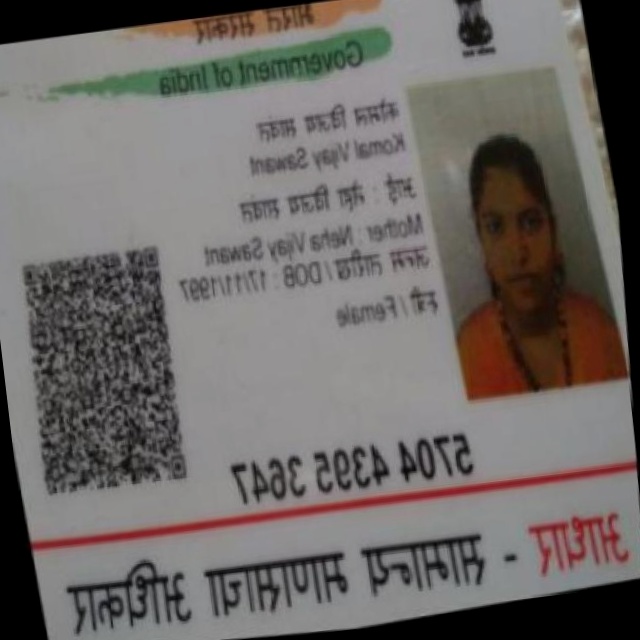 भारत सरकार
Government of India
कोमल विजय सावंत
Komal Vijay Sawant
आई : नेहा विजय सावंत
Mother : Neha Vijay Sawant
जन्म तारीख / DOB : 17/11/1997
स्त्री / Female
5704 4395 3647
आधार - सामान्य माणसाचा अधिकार